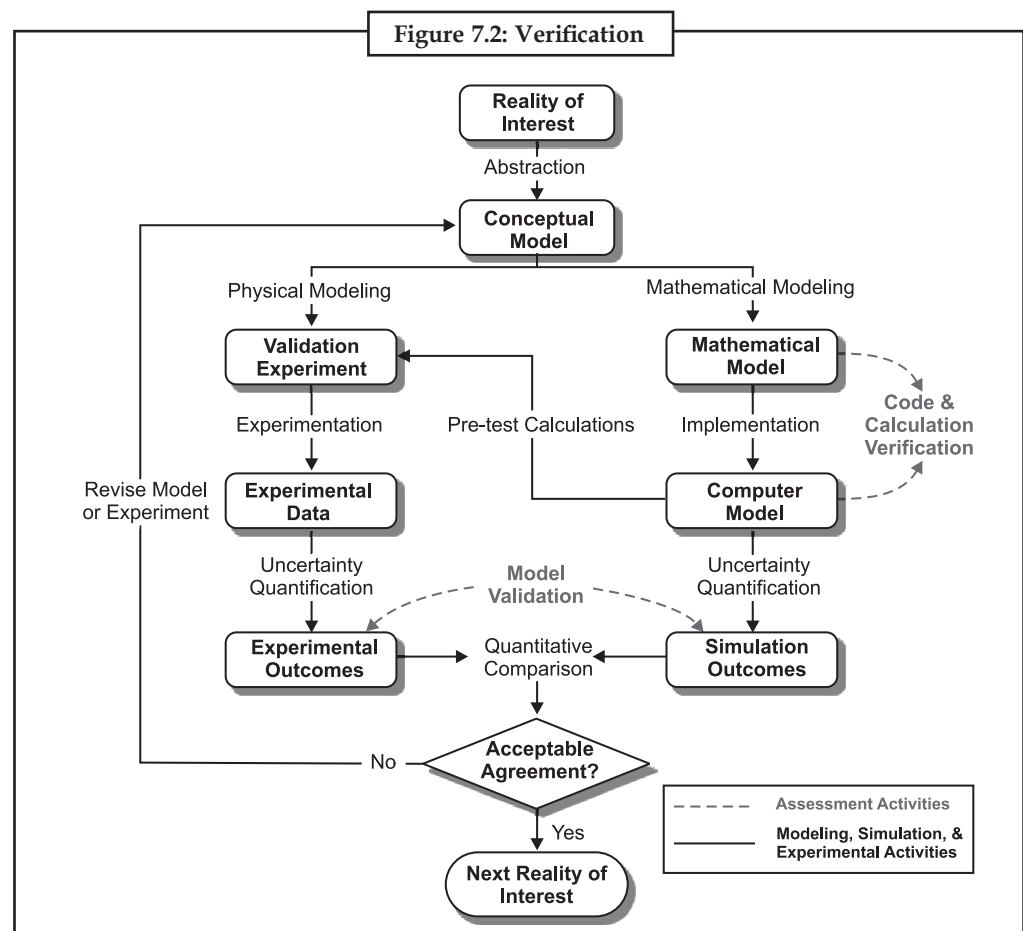 Figure 7.2: Verification
Reality of
Interest
Abstraction
Conceptual
Model
Physical Modeling
Mathematical Modeling
Validation
Experiment
Mathematical
Model
Code &
Calculation
Verification
Experimentation
Pre-test Calculations
Implementation
Revise Model
or Experiment
Experimental
Data
Computer
Model
Uncertainty
Quantification
Model
Validation
Uncertainty
Quantification
Experimental
Outcomes
Quantitative
Comparison
Simulation
Outcomes
No
Acceptable
Agreement?
Yes
Next Reality of
Interest
Assessment Activities
Modeling, Simulation, &
Experimental Activities